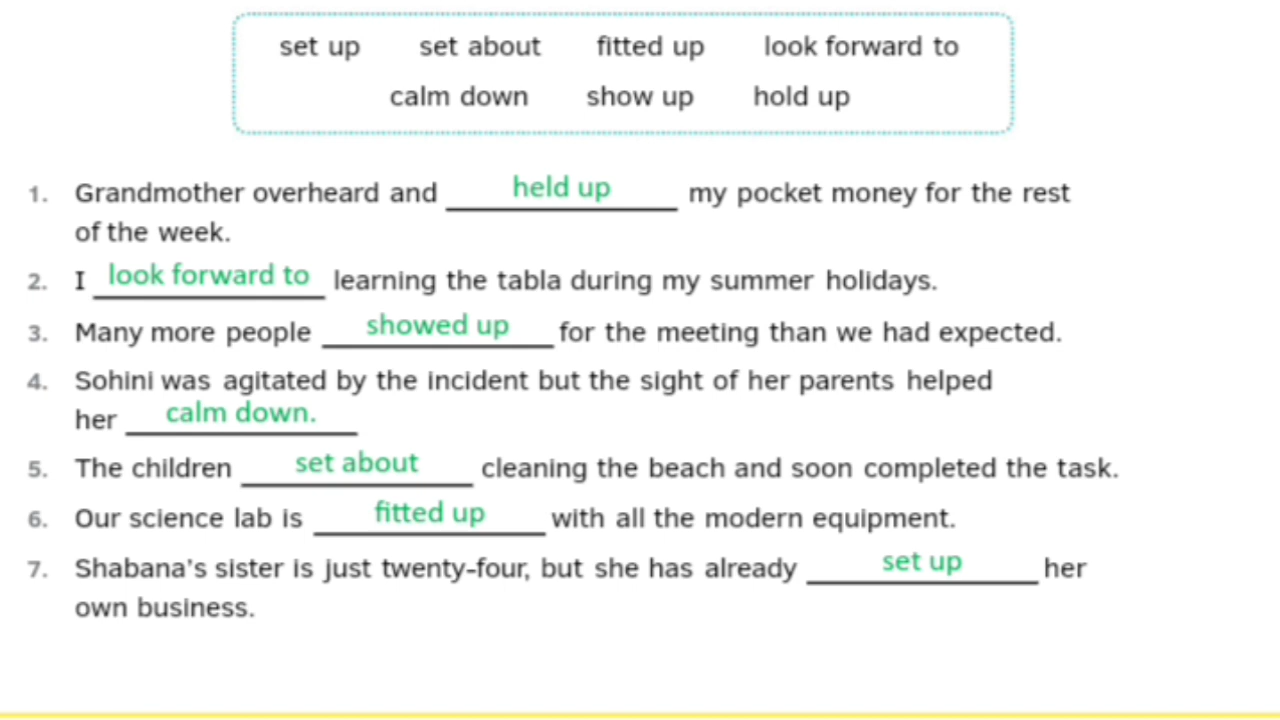 set up set about fitted up look forward to
calm down show up hold up
1. Grandmother overheard and held up my pocket money for the rest
of the week.
2. I look forward to learning the tabla during my summer holidays.
3. Many more people showed up for the meeting than we had expected.
4. Sohini was agitated by the incident but the sight of her parents helped
her calm down.
5. The children set about cleaning the beach and soon completed the task.
6. Our science lab is fitted up with all the modern equipment.
7. Shabana's sister is just twenty-four, but she has already set up her
own business.